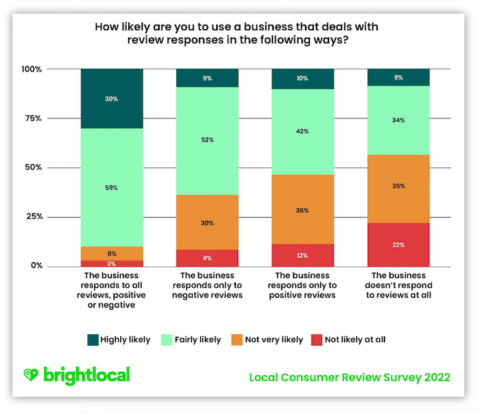 How likely are you to use a business that deals with
review responses in the following ways?
100%
75%
50%
25%
0%
30%
59%
8%
3%
9%
52%
30%
9%
10%
42%
36%
12%
9%
34%
35%
22%
The business
responds to all
reviews, positive
or negative
The business
responds only to
negative reviews
The business
responds only to
positive reviews
The business
doesn't respond
to reviews at all
Highly likely
Fairly likely
Not very likely
Not likely at all
brightlocal
Local Consumer Review Survey 2022